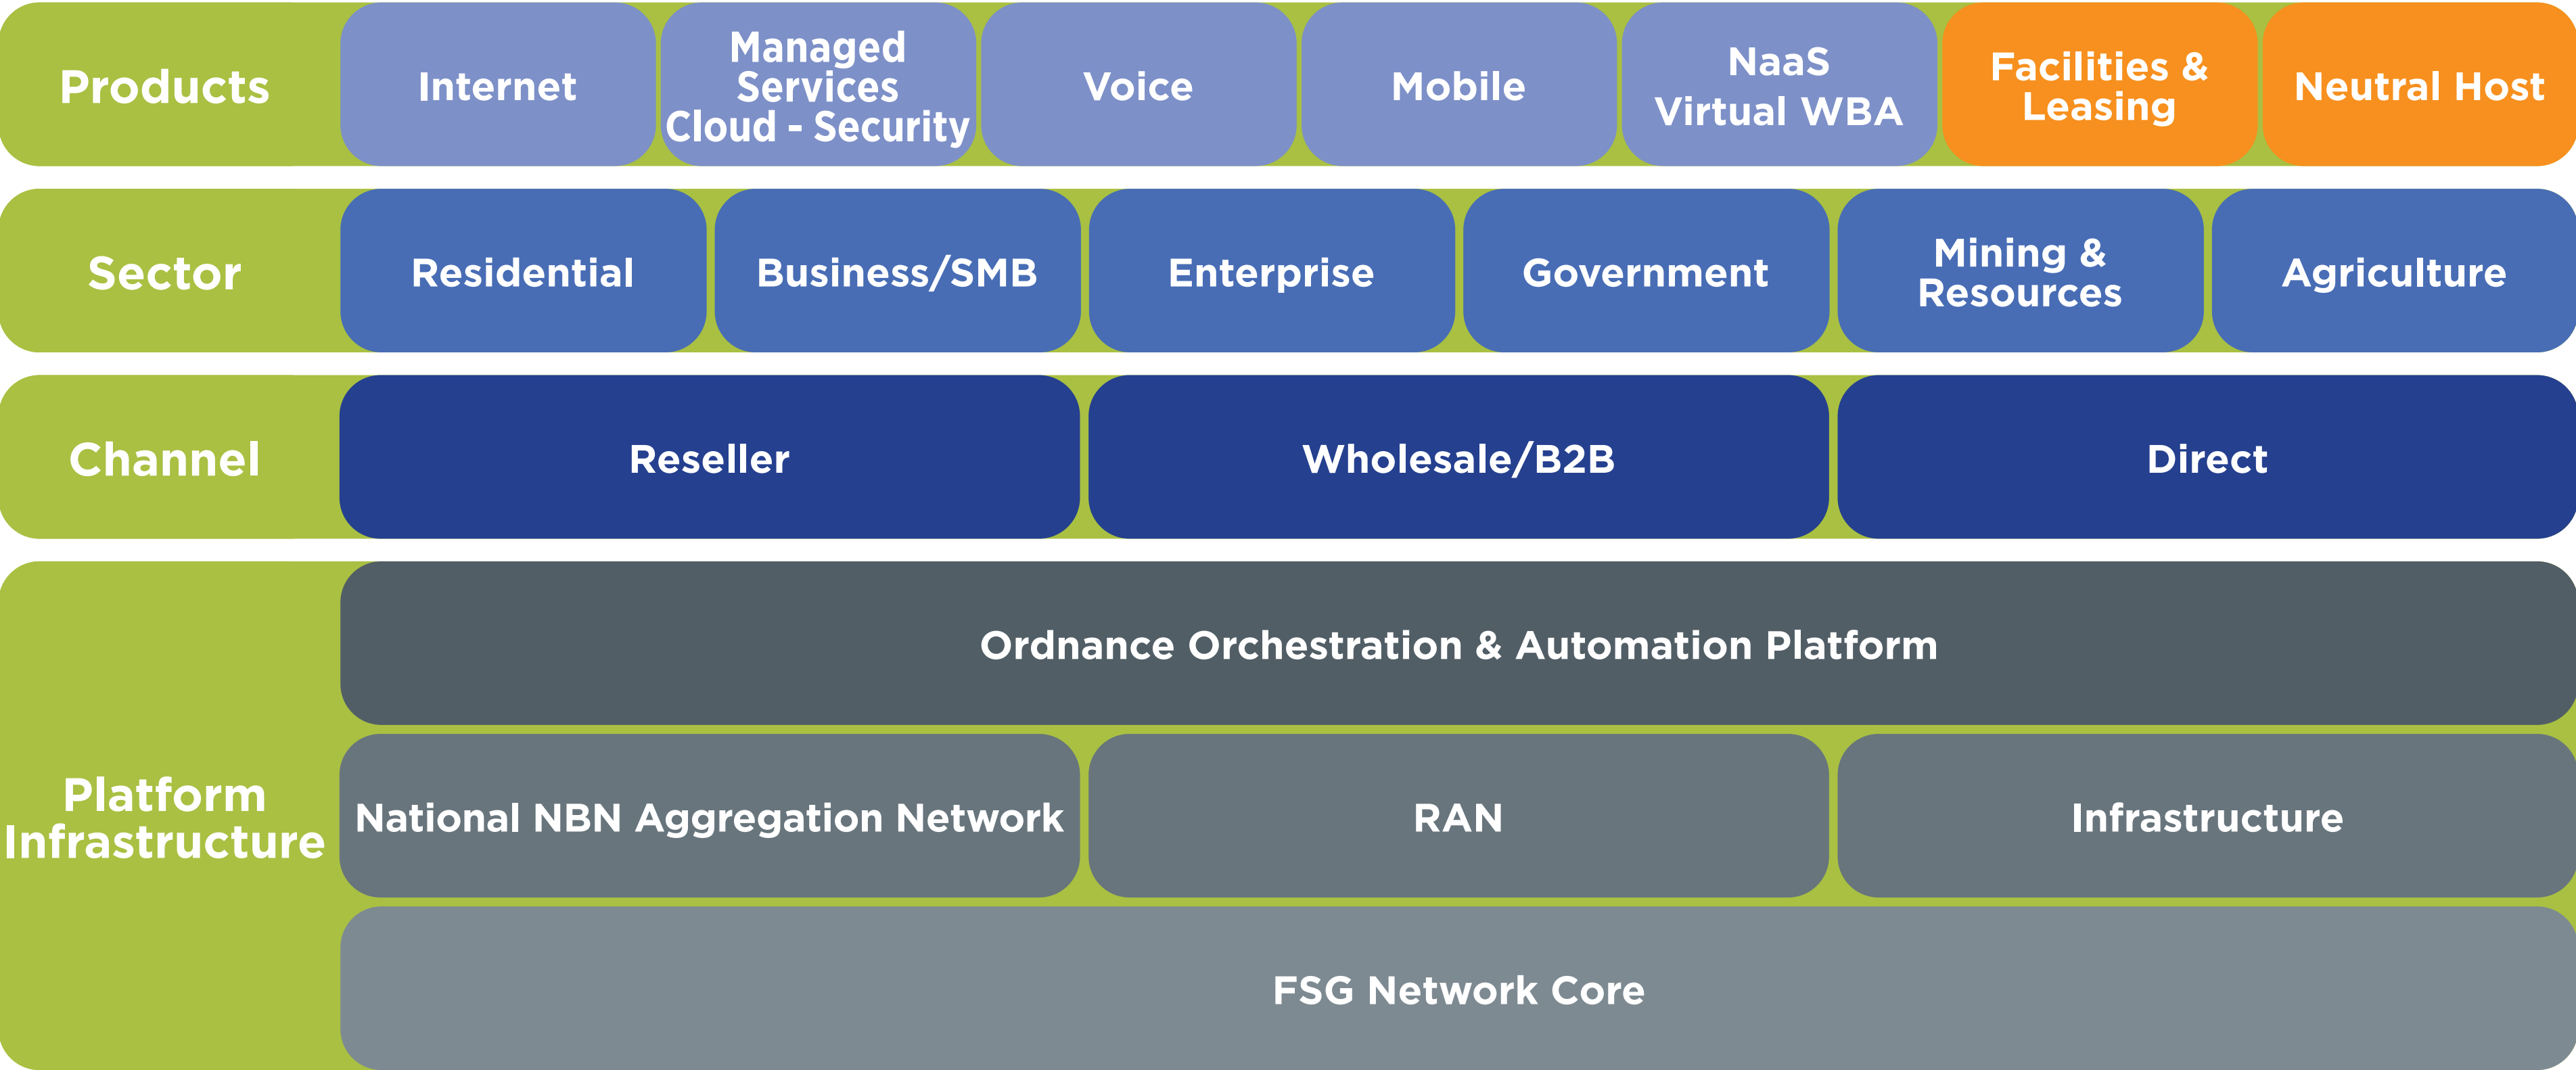 Products
Internet
Managed
Services
Cloud - Security
Voice
Mobile
NaaS
Virtual WBA
Facilities &
Leasing
Neutral Host
Sector
Residential
Business/SMB
Enterprise
Government
Mining &
Resources
Agriculture
Channel
Reseller
Wholesale/B2B
Direct
Platform
Infrastructure
Ordnance Orchestration & Automation Platform
National NBN Aggregation Network
RAN
Infrastructure
FSG Network Core